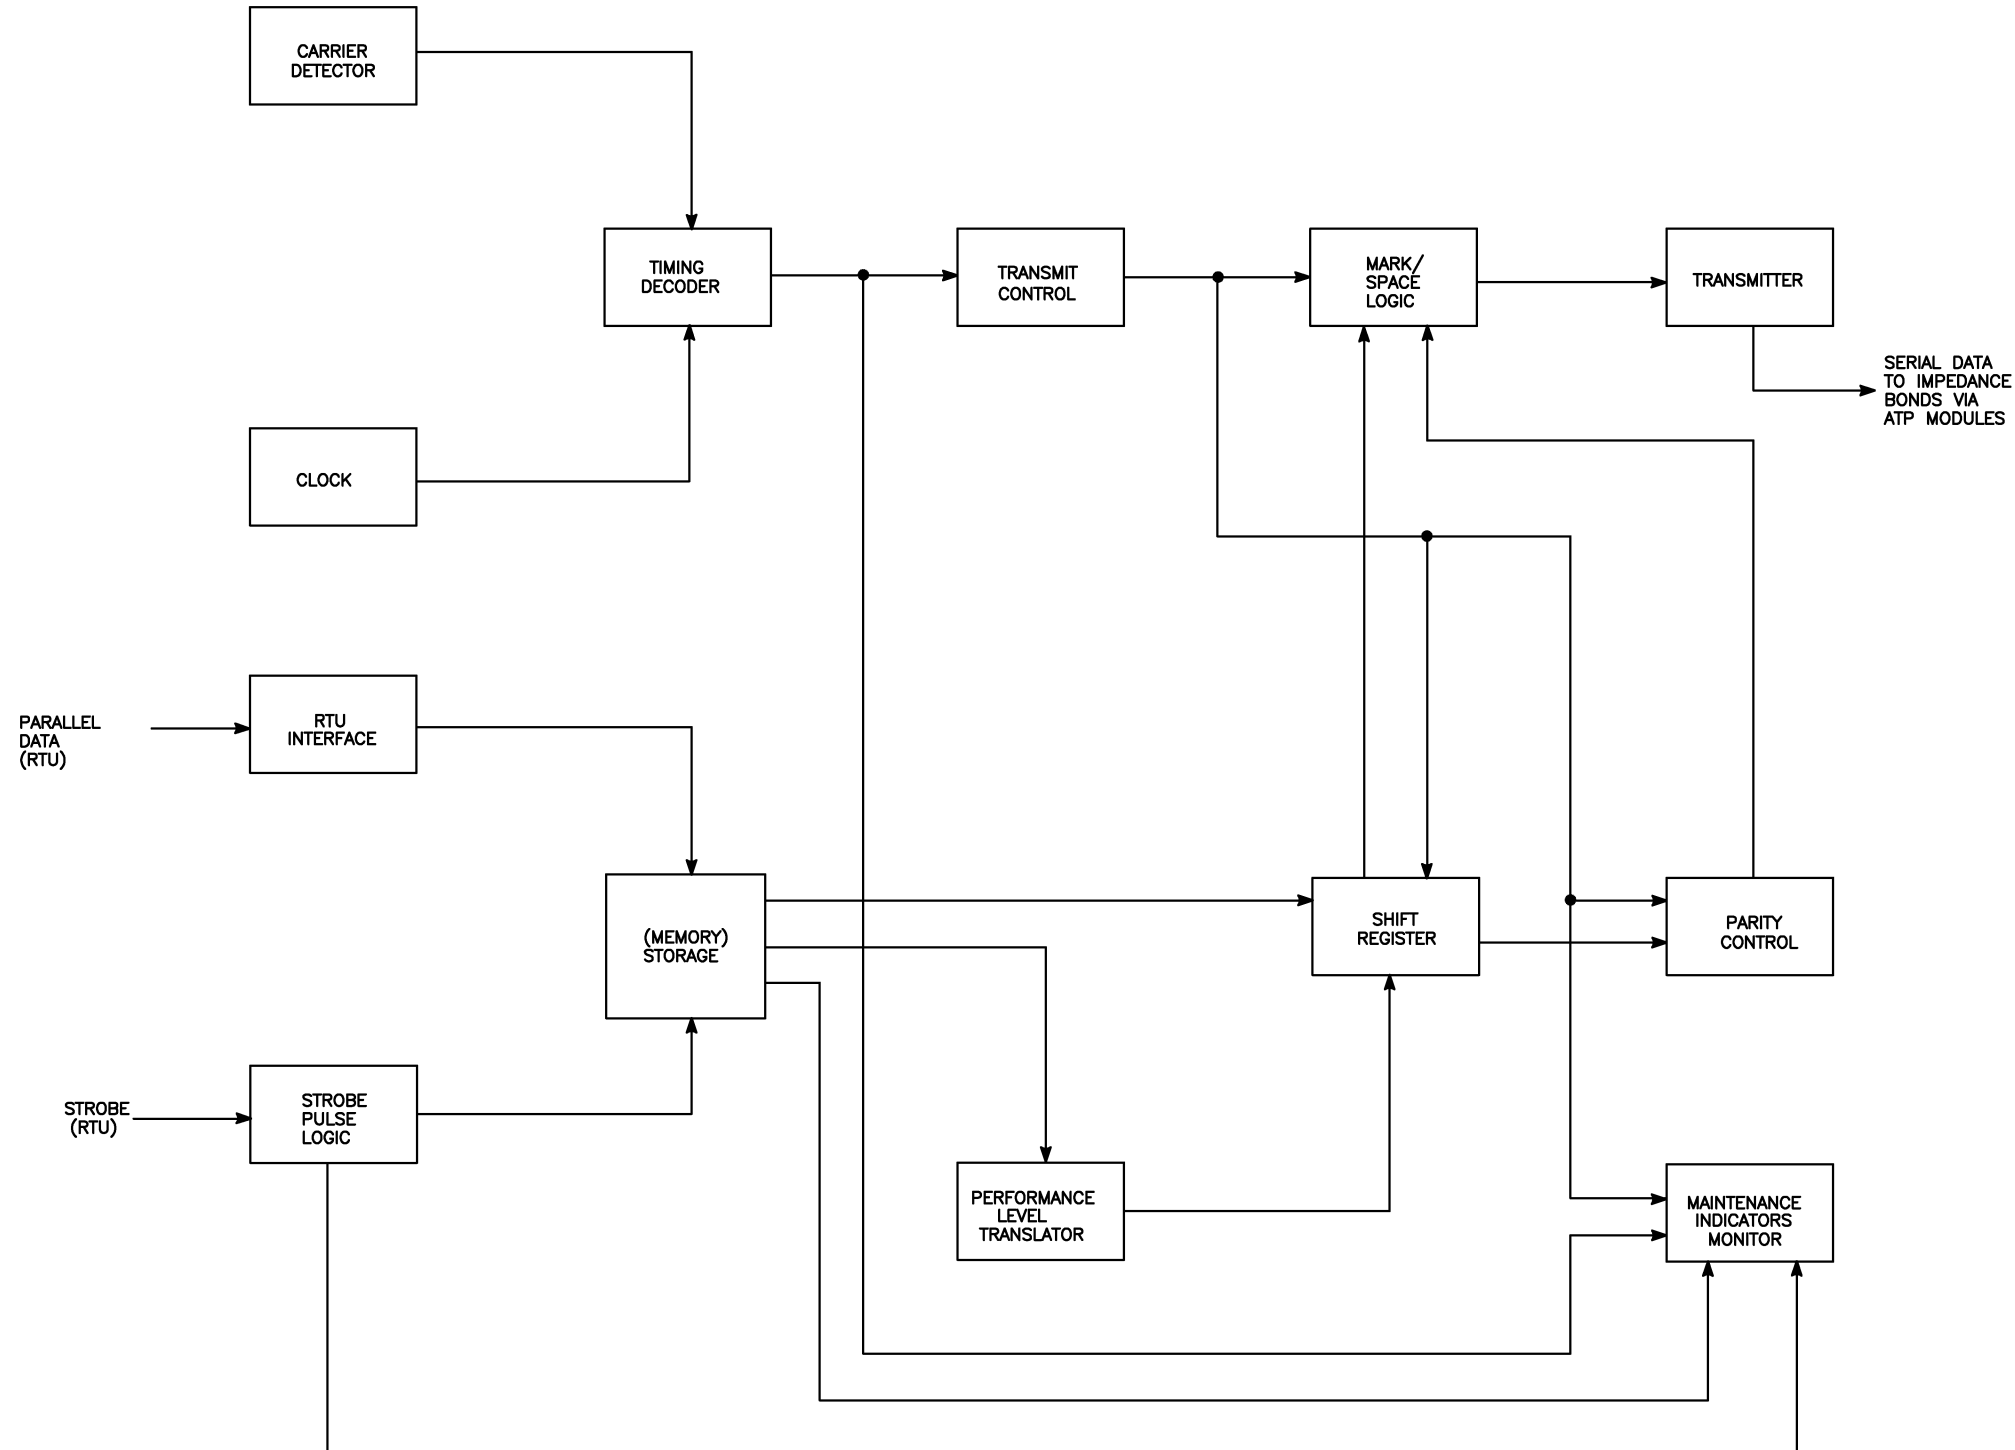 CARRIER
DETECTOR
TIMING
DECODER
TRANSMIT
CONTROL
MARK/
SPACE
LOGIC
TRANSMITTER
SERIAL DATA
TO IMPEDANCE
BONDS VIA
ATP MODULES
CLOCK
PARALLEL
DATA
(RTU)
RTU
INTERFACE
(MEMORY)
STORAGE
SHIFT
REGISTER
PARITY
CONTROL
STROBE
(RTU)
STROBE
PULSE
LOGIC
PERFORMANCE
LEVEL
TRANSLATOR
MAINTENANCE
INDICATORS
MONITOR